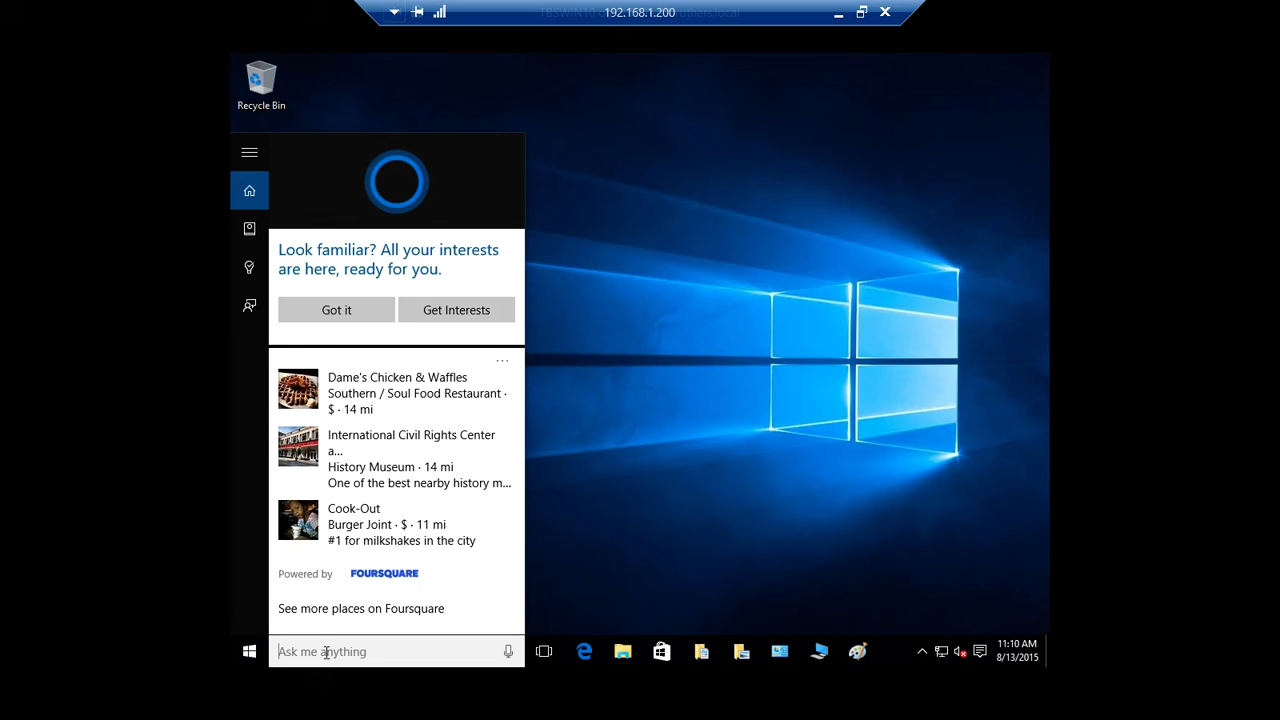 192.168.1.200
Recycle Bin
Look familiar? All your interests
are here, ready for you.
Got it
Get Interests
...
Dame's Chicken & Waffles
Southern / Soul Food Restaurant ·
$ · 14 mi
International Civil Rights Center
a...
History Museum · 14 mi
One of the best nearby history m...
Cook-Out
Burger Joint · $ · 11 mi
#1 for milkshakes in the city
Powered by FOURSQUARE
See more places on Foursquare
Ask me anything
11:10 AM
8/13/2015